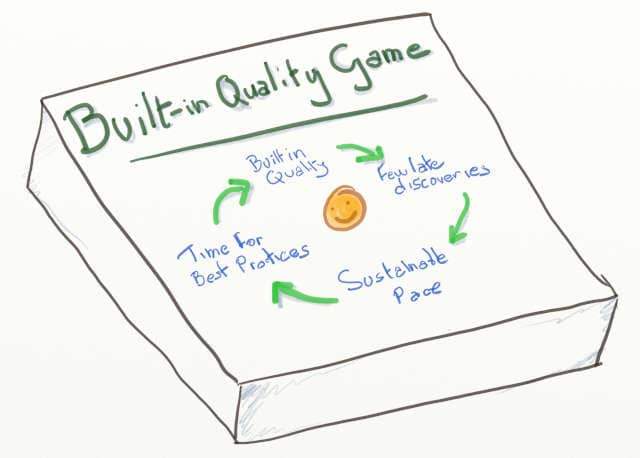 Built-in Quality Game
Built in
Quality
Few late
discoveries
Sustainable
Pace
Time For
Best Practices